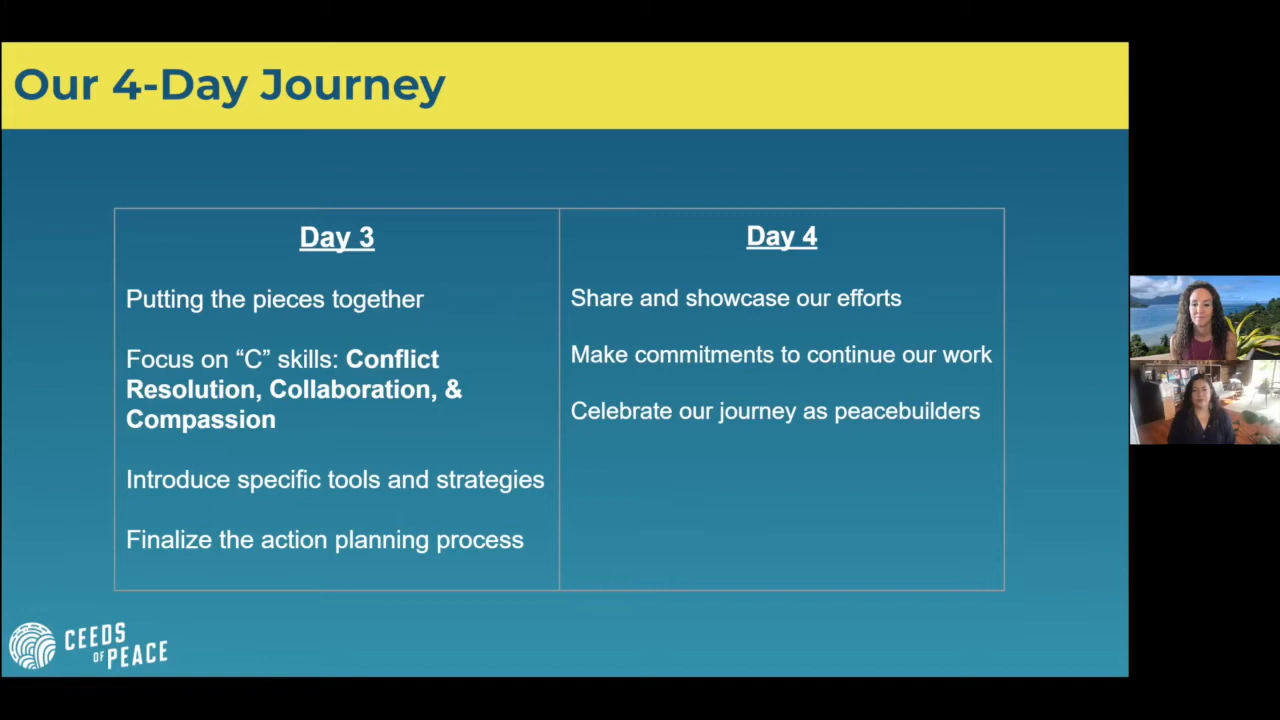 Our 4-Day Journey
Day 3
Putting the pieces together
Focus on “C” skills: Conflict
Resolution, Collaboration, &
Compassion
Introduce specific tools and strategies
Finalize the action planning process
Day 4
Share and showcase our efforts
Make commitments to continue our work
Celebrate our journey as peacebuilders
CEEDS
OF PEACE